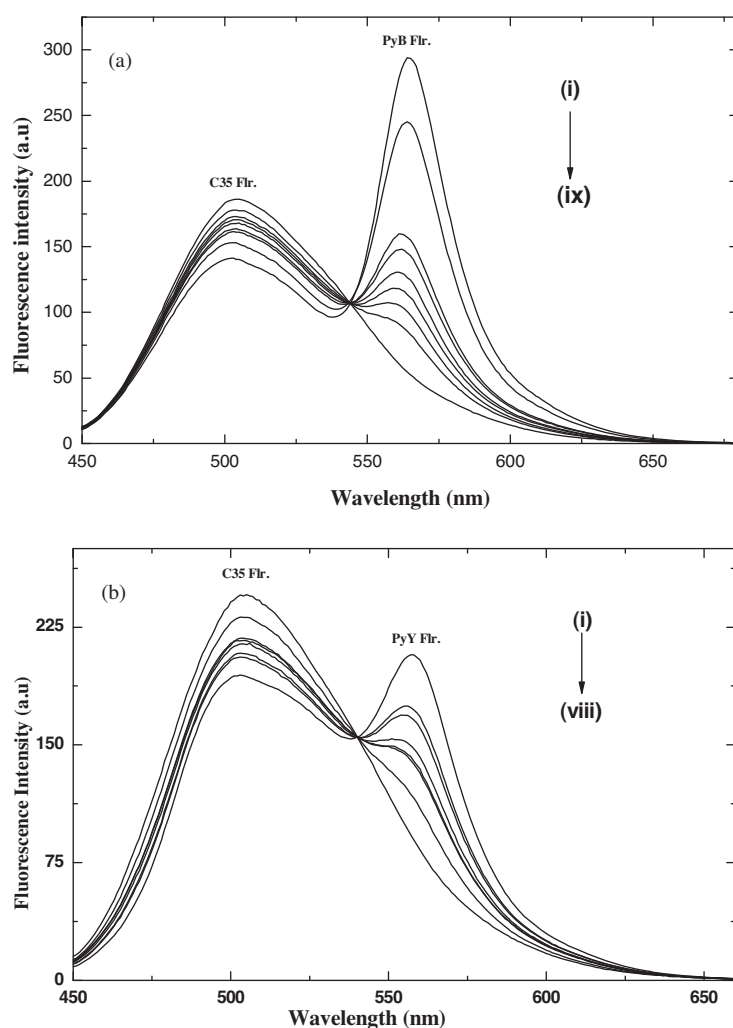 (a)
PyB Flr.
C35 Flr.
(i)
(ix)
Fluorescence intensity (a.u)
300
250
200
150
100
50
0
450 500 550 600 650
Wavelength (nm)
(b)
C35 Flr.
PyY Flr.
(i)
(viii)
Fluorescence Intensity (a.u)
225
150
75
0
450 500 550 600 650
Wavelength (nm)